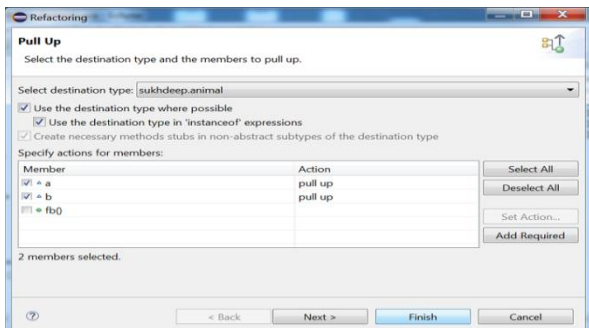 Refactoring
Pull Up
Select the destination type and the members to pull up.
Select destination type: sukhdeep.animal
Use the destination type where possible
Use the destination type in 'instanceof' expressions
Create necessary methods stubs in non-abstract subtypes of the destination type
Specify actions for members:
Member Action
a pull up
b pull up
fb()
Select All
Deselect All
Set Action...
Add Required
2 members selected.
< Back Next > Finish Cancel